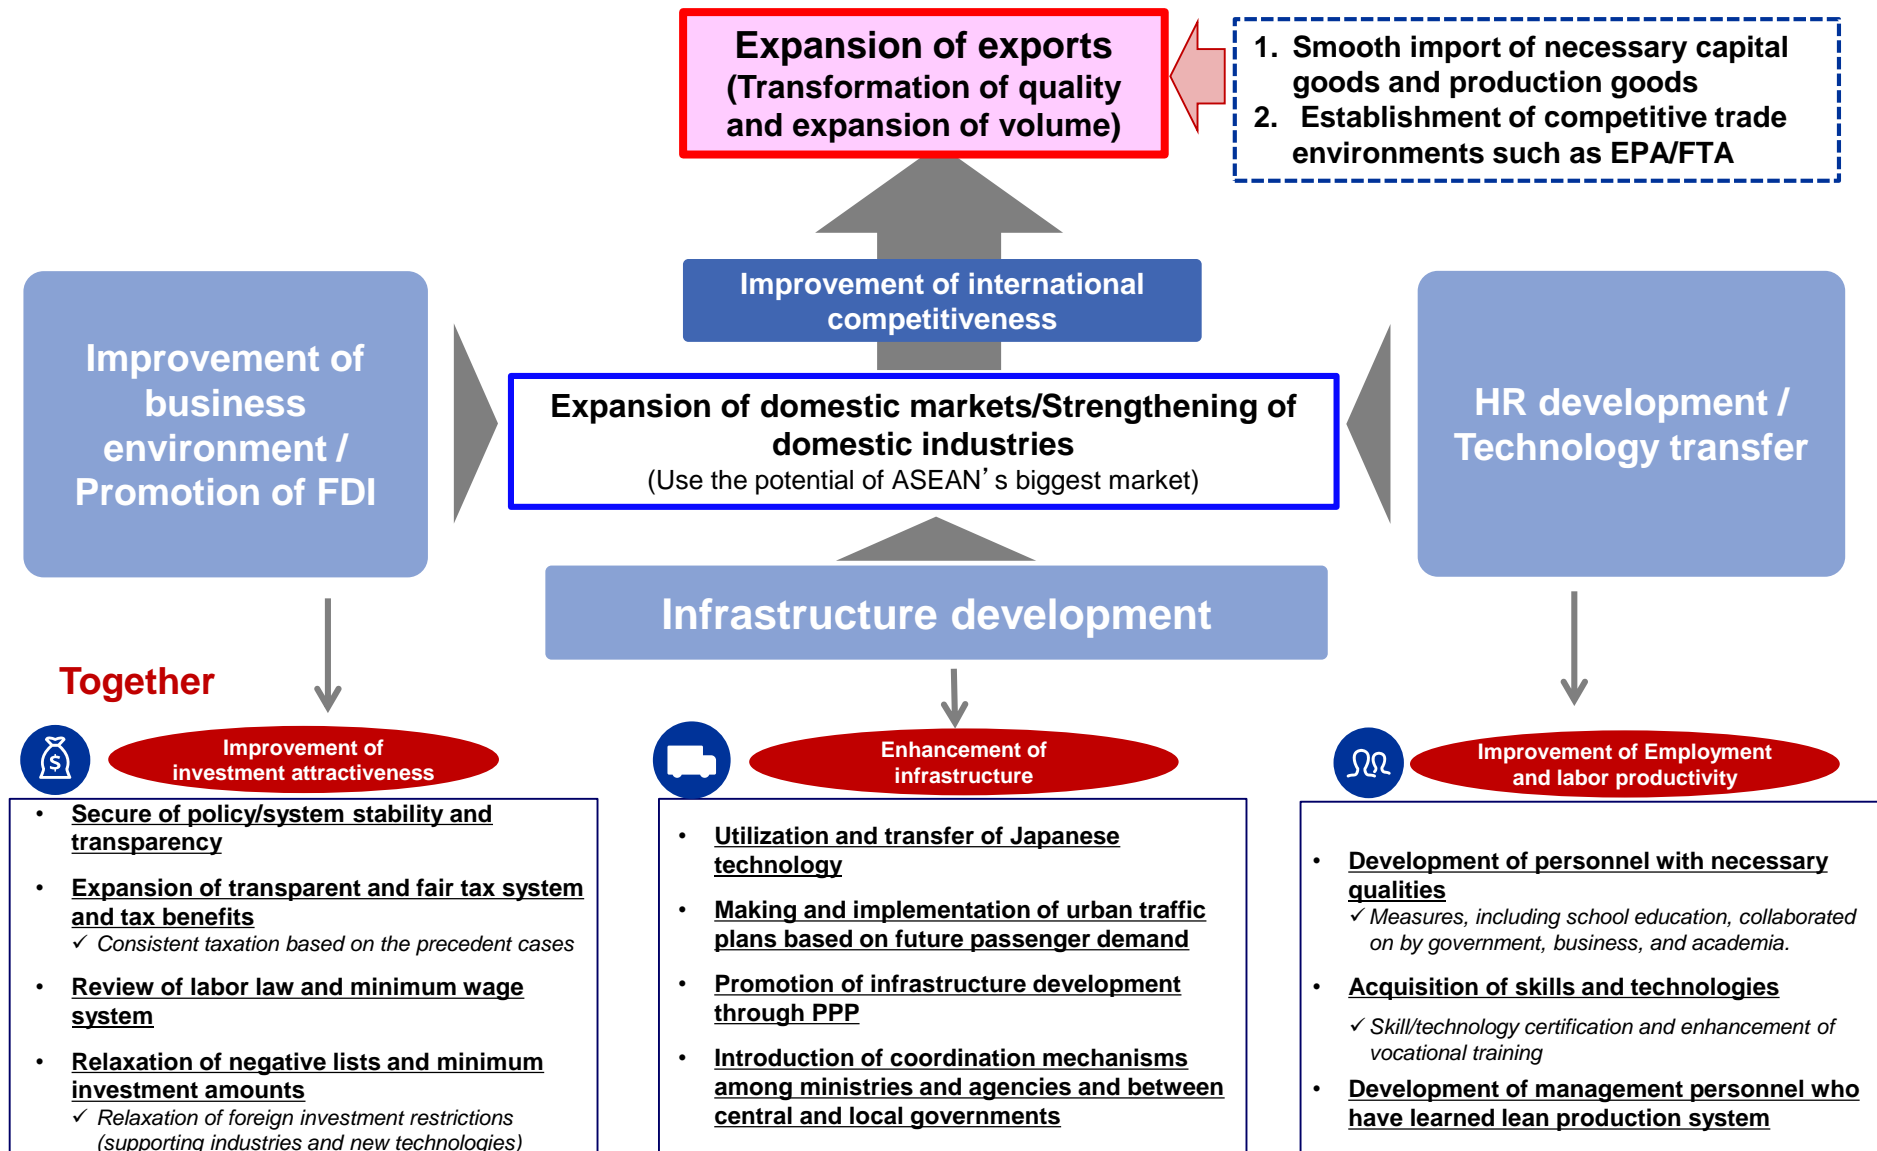 Expansion of exports
(Transformation of quality
and expansion of volume)
1. Smooth import of necessary capital
goods and production goods
2. Establishment of competitive trade
environments such as EPA/FTA
Improvement of international
competitiveness
Improvement of
business
environment /
Promotion of FDI
Expansion of domestic markets/Strengthening of
domestic industries
(Use the potential of ASEAN’s biggest market)
HR development /
Technology transfer
Infrastructure development
Together
$
Improvement of
investment attractiveness
• Secure of policy/system stability and
transparency
• Expansion of transparent and fair tax system
and tax benefits
✓ Consistent taxation based on the precedent cases
• Review of labor law and minimum wage
system
• Relaxation of negative lists and minimum
investment amounts
✓ Relaxation of foreign investment restrictions
(supporting industries and new technologies)
Enhancement of
infrastructure
• Utilization and transfer of Japanese
technology
• Making and implementation of urban traffic
plans based on future passenger demand
• Promotion of infrastructure development
through PPP
• Introduction of coordination mechanisms
among ministries and agencies and between
central and local governments
Improvement of Employment
and labor productivity
• Development of personnel with necessary
qualities
✓ Measures, including school education, collaborated
on by government, business, and academia.
• Acquisition of skills and technologies
✓ Skill/technology certification and enhancement of
vocational training
• Development of management personnel who
have learned lean production system